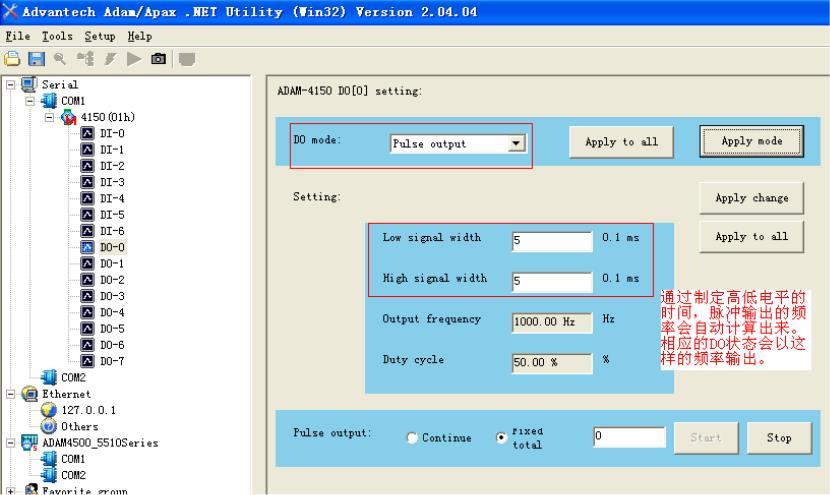 Advantech Adam/Apax .NET Utility (Win32) Version 2.04.04
File Tools Setup Help
Serial
COM1
4150(01h)
DI-0
DI-1
DI-2
DI-3
DI-4
DI-5
DI-6
DO-0
DO-1
DO-2
DO-3
DO-4
DO-5
DO-6
DO-7
COM2
Ethernet
127.0.0.1
Others
ADAM4500_5510Series
COM1
COM2
Favorite group
ADAM-4150 DO[0] setting:
DO mode:
Pulse output
Apply to all
Apply mode
Setting:
Apply change
Apply to all
Low signal width 5 0.1 ms
High signal width 5 0.1 ms
Output frequency 1000.00 Hz Hz
Duty cycle 50.00 % %
通过制定高低电平的
时间，脉冲输出的频
率会自动计算出来。
相应的DO状态会以这
样的频率输出。
Pulse output:
Continue
Fixed
total
0
Start
Stop